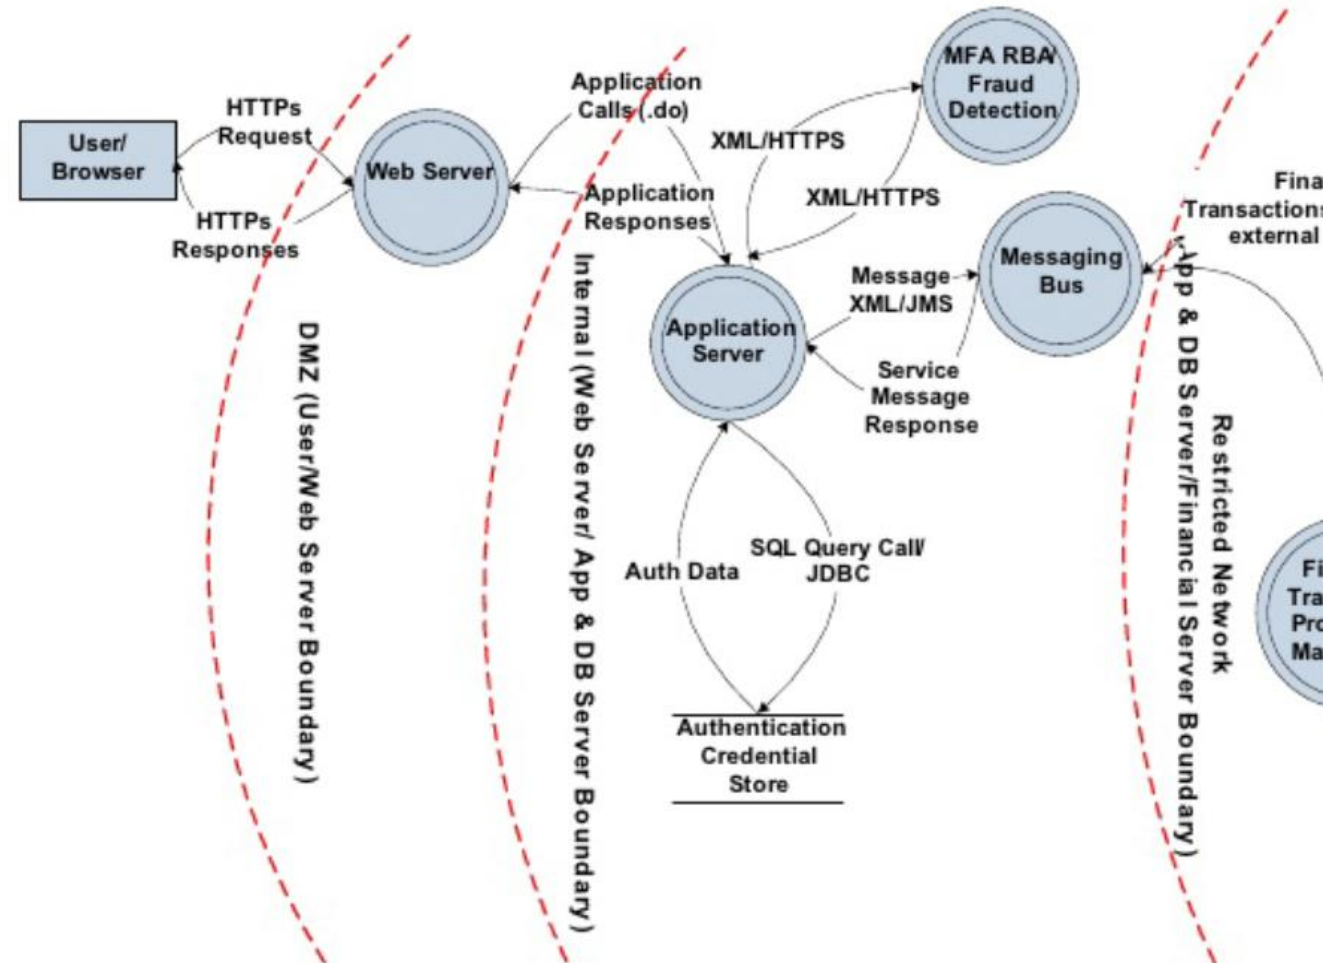 HTTPs
Request
User/
Browser
HTTPs
Responses
Web Server
Application
Calls (.do)
Application
Responses
XML/HTTPS
XML/HTTPS
MFA RBA/
Fraud
Detection
Application
Server
Message
XML/JMS
Service
Message
Response
Messaging
Bus
Auth Data
SQL Query Call/
JDBC
Authentication
Credential
Store
DMZ (User/Web Server Boundary)
Internal (Web Server/ App & DB Server Boundary)
Restricted Network
(App & DB Server/Financial Server Boundary)
Transactions
external